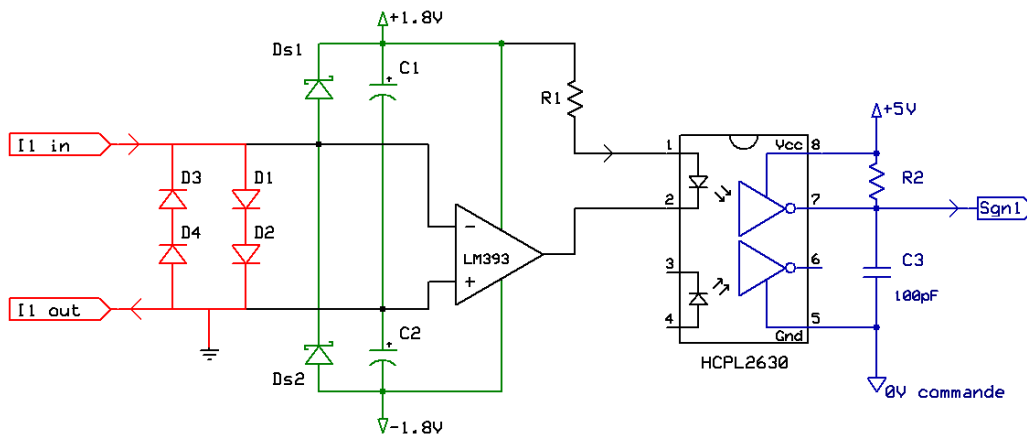 +1.8V
Ds1
C1
R1
+5V
I1 in
1
Vcc
8
D3
D1
R2
2
7
Sgn1
D4
D2
-
LM393
+
3
6
C3
100pF
I1 out
4
5
Gnd
C2
HCPL2630
Ds2
0V commande
-1.8V